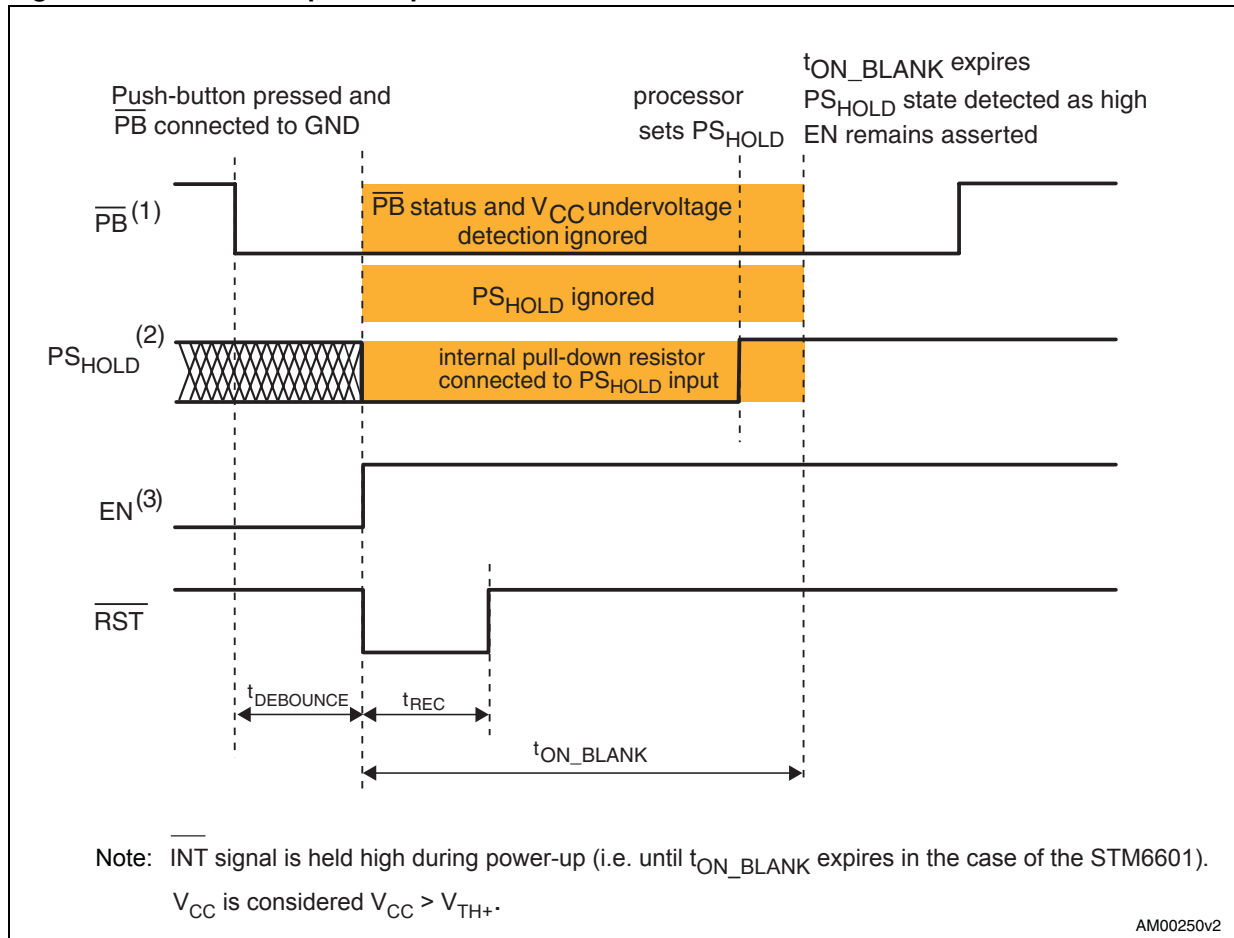 Push-button pressed and
PB connected to GND
processor
sets PSHOLD
tON_BLANK expires
PSHOLD state detected as high
EN remains asserted
PB(1)
PB status and VCC undervoltage
detection ignored
PSHOLD ignored
PSHOLD(2)
internal pull-down resistor
connected to PSHOLD input
EN(3)
RST
tDEBOUNCE
tREC
tON_BLANK
Note: INT signal is held high during power-up (i.e. until tON_BLANK expires in the case of the STM6601).
VCC is considered VCC > VTH+.
AM00250v2